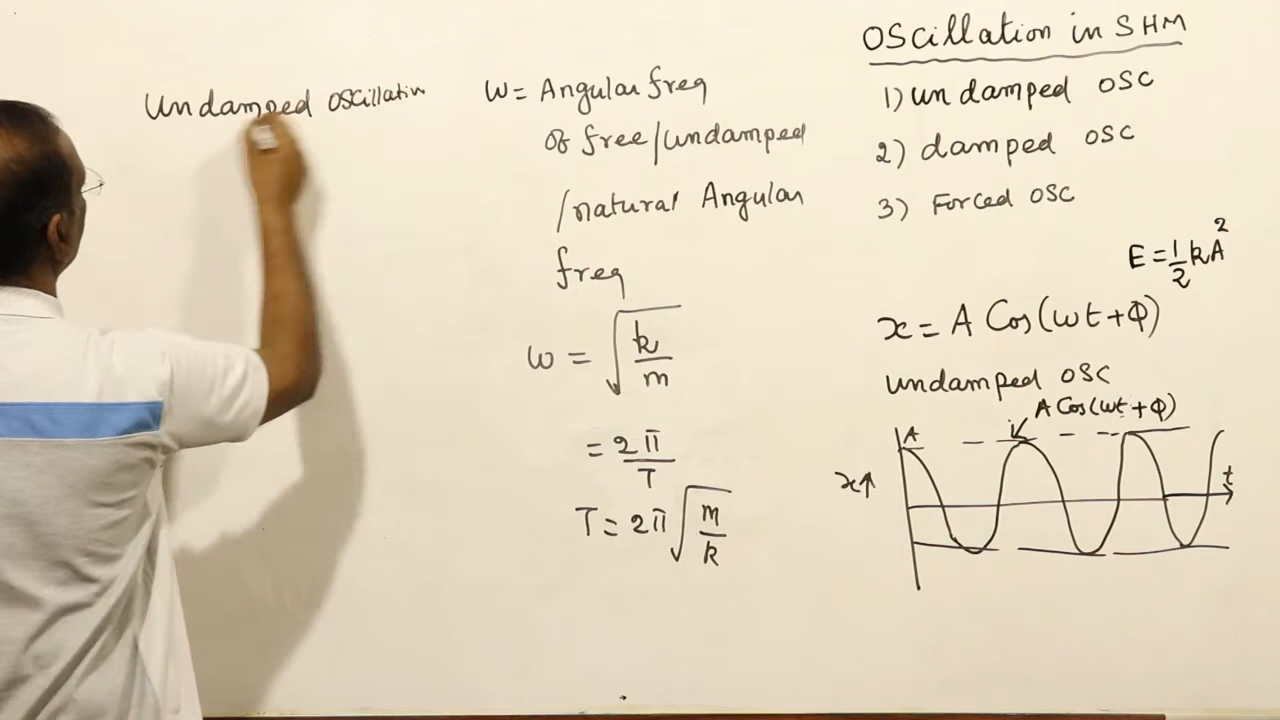 Undamped oscillation
ω = Angular freq
of free/undamped
/natural Angular
freq
ω = √(k/m)
= 2π/T
T = 2π√(m/k)
OScillation in SHM
1) undamped OSC
2) damped OSC
3) Forced OSC
E = 1/2 kA²
x = A Cos(ωt+Φ)
undamped OSC
A Cos(ωt+Φ)
A
x↑
t